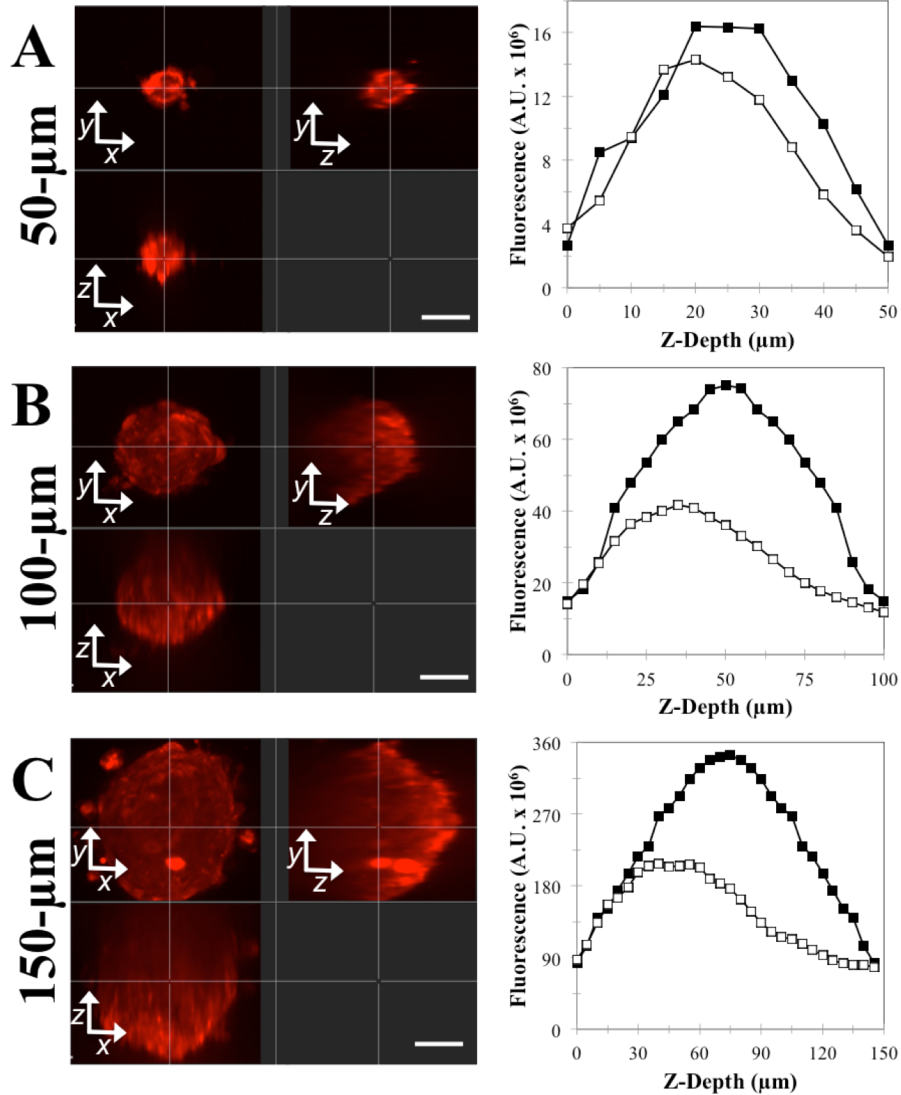 A
50-μm
y
x
y
z
z
x
Fluorescence (A.U. x 10⁶)
16
12
8
4
0
0 10 20 30 40 50
Z-Depth (μm)
B
100-μm
y
x
y
z
z
x
Fluorescence (A.U. x 10⁶)
80
60
40
20
0
0 25 50 75 100
Z-Depth (μm)
C
150-μm
y
x
y
z
z
x
Fluorescence (A.U. x 10⁶)
360
270
180
90
0
0 30 60 90 120 150
Z-Depth (μm)